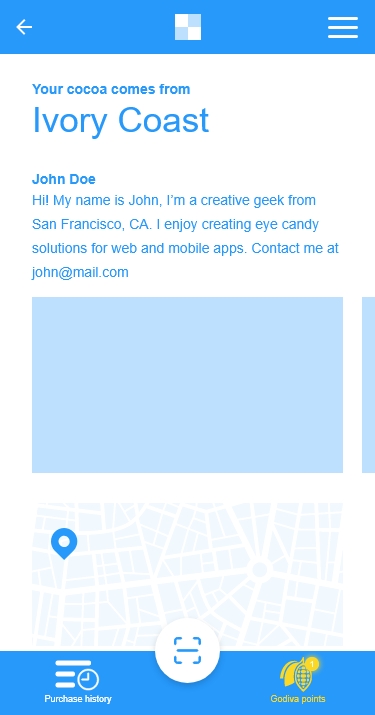 Your cocoa comes from
Ivory Coast
John Doe
Hi! My name is John, I’m a creative geek from
San Francisco, CA. I enjoy creating eye candy
solutions for web and mobile apps. Contact me at
john@mail.com
1
Purchase history
Godiva points